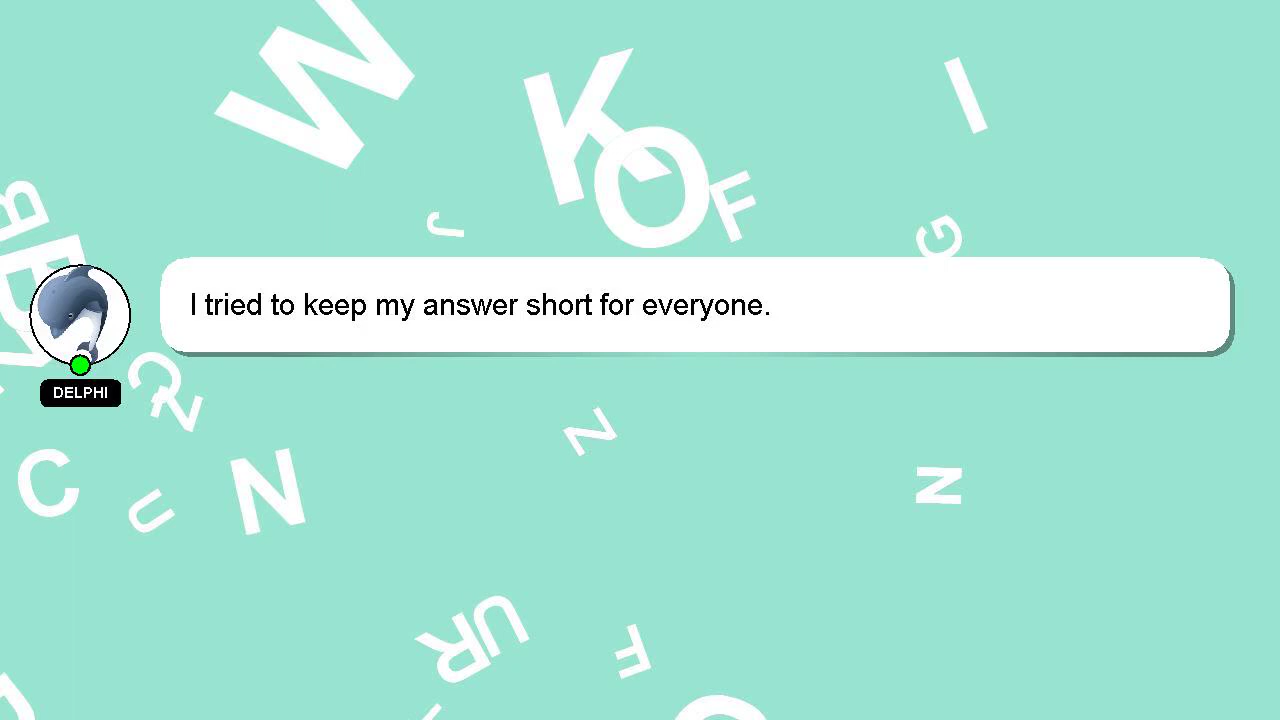 W
K
I
O
F
J
G
I tried to keep my answer short for everyone.
DELPHI
C
Z
N
C
N
U
N
Z
U
R
F